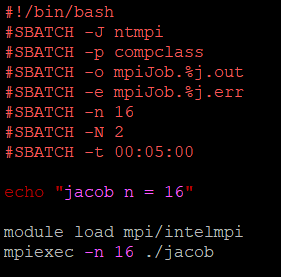 #!/bin/bash
#SBATCH -J ntmpi
#SBATCH -p compclass
#SBATCH -o mpiJob.%j.out
#SBATCH -e mpiJob.%j.err
#SBATCH -n 16
#SBATCH -N 2
#SBATCH -t 00:05:00
echo "jacob n = 16"
module load mpi/intelmpi
mpiexec -n 16 ./jacob